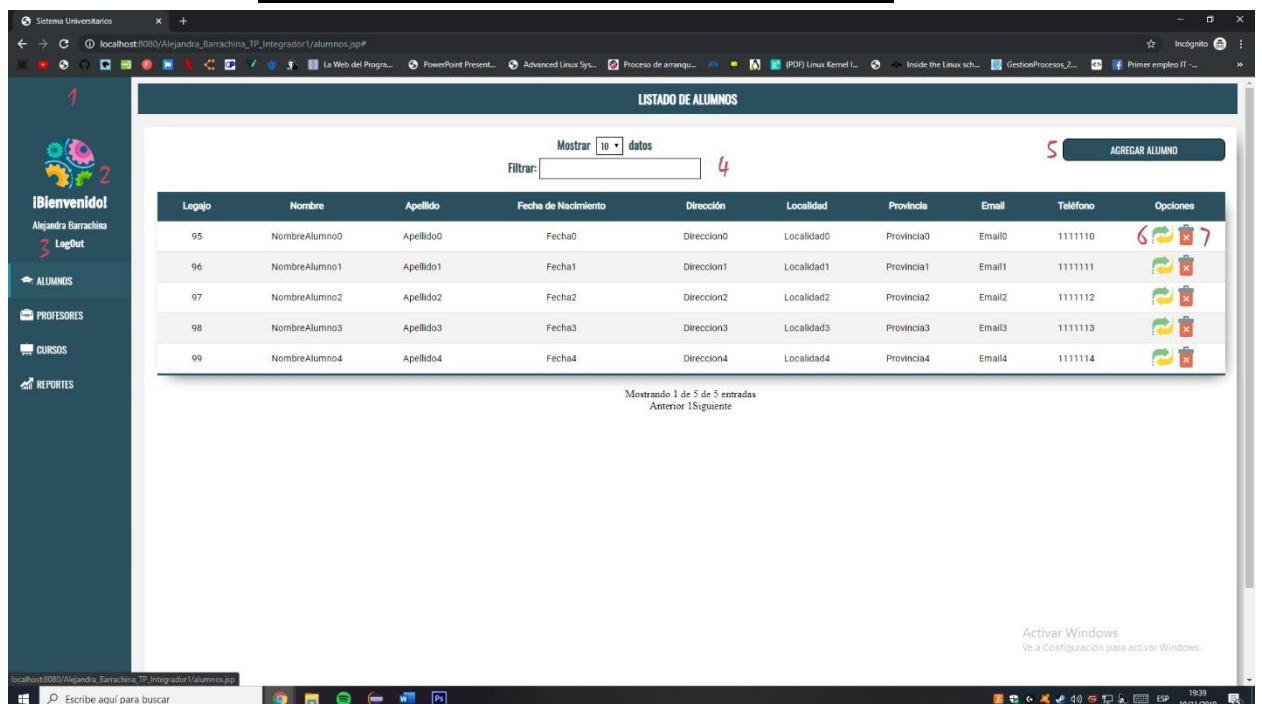 Sistema Universitarios
localhost:8080/Alejandra_Barrachina_TP_Integrador1/alumnos.jsp#
Incógnito
La Web del Progra...
PowerPoint Present...
Advanced Linux Sys...
Proceso de arranqu...
(PDF) Linux Kernel I...
Inside the Linux sch...
GestionProcesos_2...
Primer empleo IT -...
1
LISTADO DE ALUMNOS
Mostrar 10 datos
Filtrar:
4
5
AGREGAR ALUMNO
2
¡Bienvenido!
Alejandra Barrachina
3 LogOut
ALUMNOS
PROFESORES
CURSOS
REPORTES
Legajo Nombre Apellido Fecha de Nacimiento Dirección Localidad Provincia Email Teléfono Opciones
95 NombreAlumno0 Apellido0 Fecha0 Direccion0 Localidad0 Provincia0 Email0 1111110 6 7
96 NombreAlumno1 Apellido1 Fecha1 Direccion1 Localidad1 Provincia1 Email1 1111111
97 NombreAlumno2 Apellido2 Fecha2 Direccion2 Localidad2 Provincia2 Email2 1111112
98 NombreAlumno3 Apellido3 Fecha3 Direccion3 Localidad3 Provincia3 Email3 1111113
99 NombreAlumno4 Apellido4 Fecha4 Direccion4 Localidad4 Provincia4 Email4 1111114
Mostrando 1 de 5 de 5 entradas
Anterior 1Siguiente
Activar Windows
Ve a Configuración para activar Windows.
localhost:8080/Alejandra_Barrachina_TP_Integrador1/alumnos.jsp
Escribe aquí para buscar
ESP
19:39